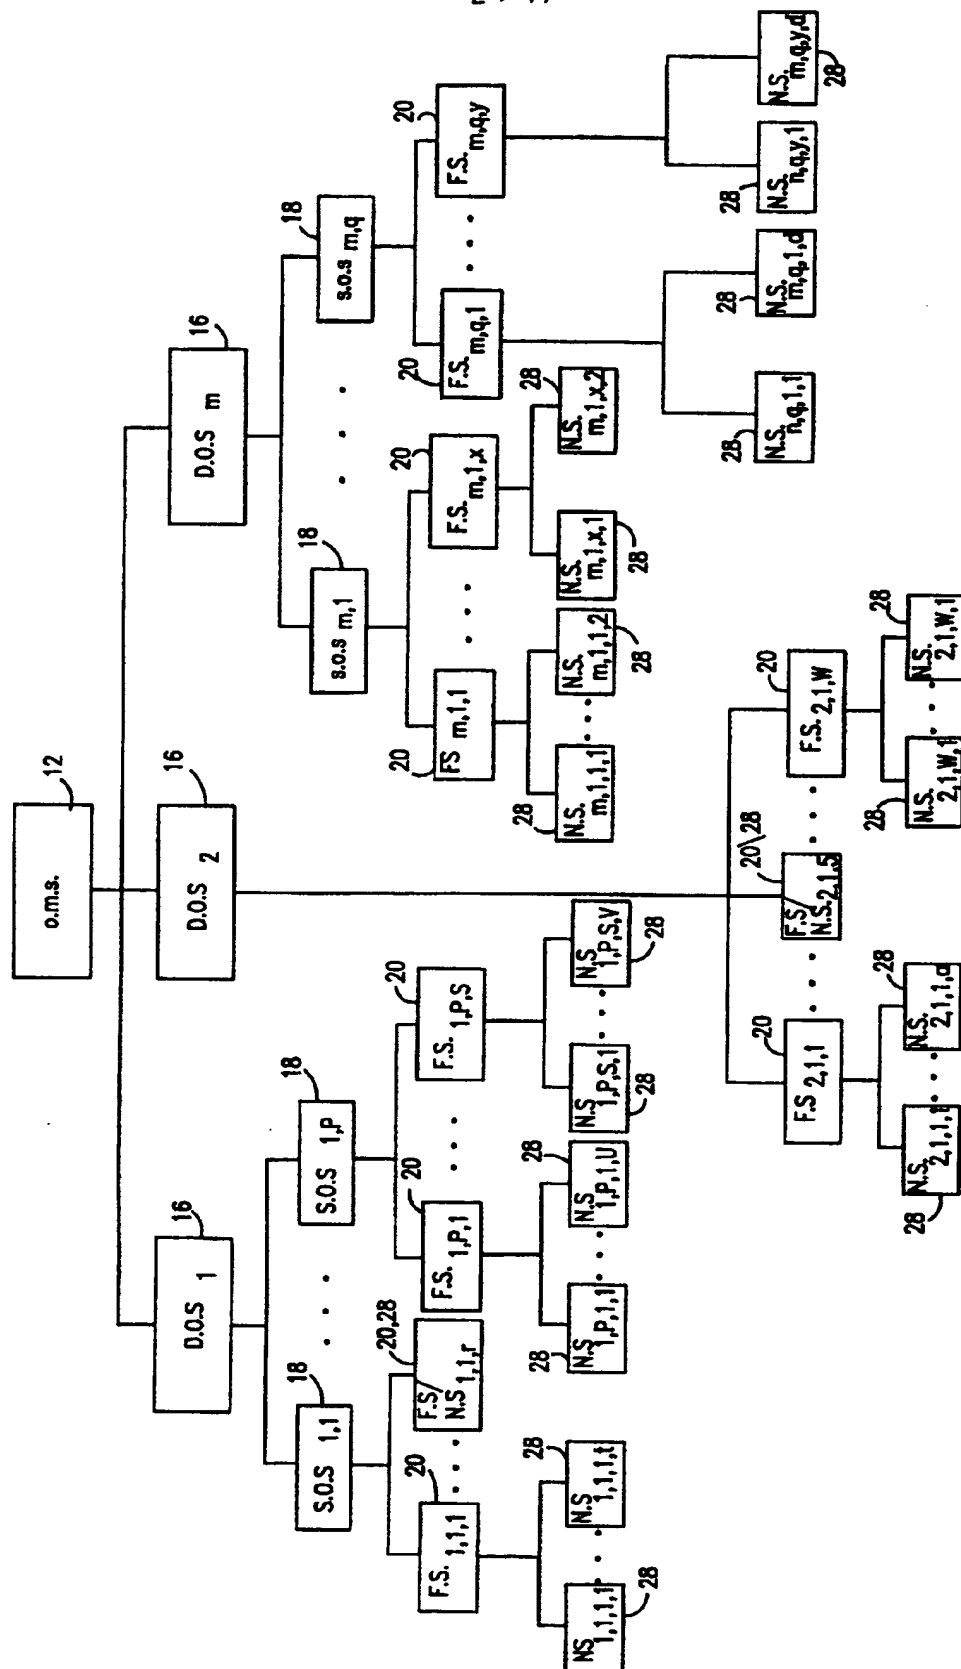 12
o.m.s.
16
D.O.S 1
16
D.O.S 2
16
D.O.S m
18
S.O.S 1,1
18
S.O.S 1,P
18
s.o.s m,1
18
s.o.s m,q
20
F.S. 1,1,1
20,28
F.S/
N.S 1,1,r
20
F.S. 1,P,1
20
F.S. 1,P,S
20
FS m,1,1
20
F.S. m,1,x
20
F.S. m,q,1
20
F.S. m,q,y
NS 1,1,1,1
28
28
N.S 1,1,1,t
28
N.S 1,P,1,1
28
N.S 1,P,1,U
N.S 1,P,S,1
28
N.S 1,P,S,V
28
28
N.S. m,1,1,1
N.S. m,1,1,2
28
N.S. m,1,x,1
28
28
N.S. m,1,x,2
28
N.S. n,q,1,1
28
N.S. m,q,1,d
28
N.S. n,q,y,1
N.S. m,q,y,d
28
20
F.S 2,1,1
20\28
F.S/
N.S. 2,1,5
20
F.S. 2,1,W
28
N.S. 2,1,1,1
28
N.S. 2,1,1,a
28
N.S. 2,1,W,1
28
N.S. 2,1,W,1